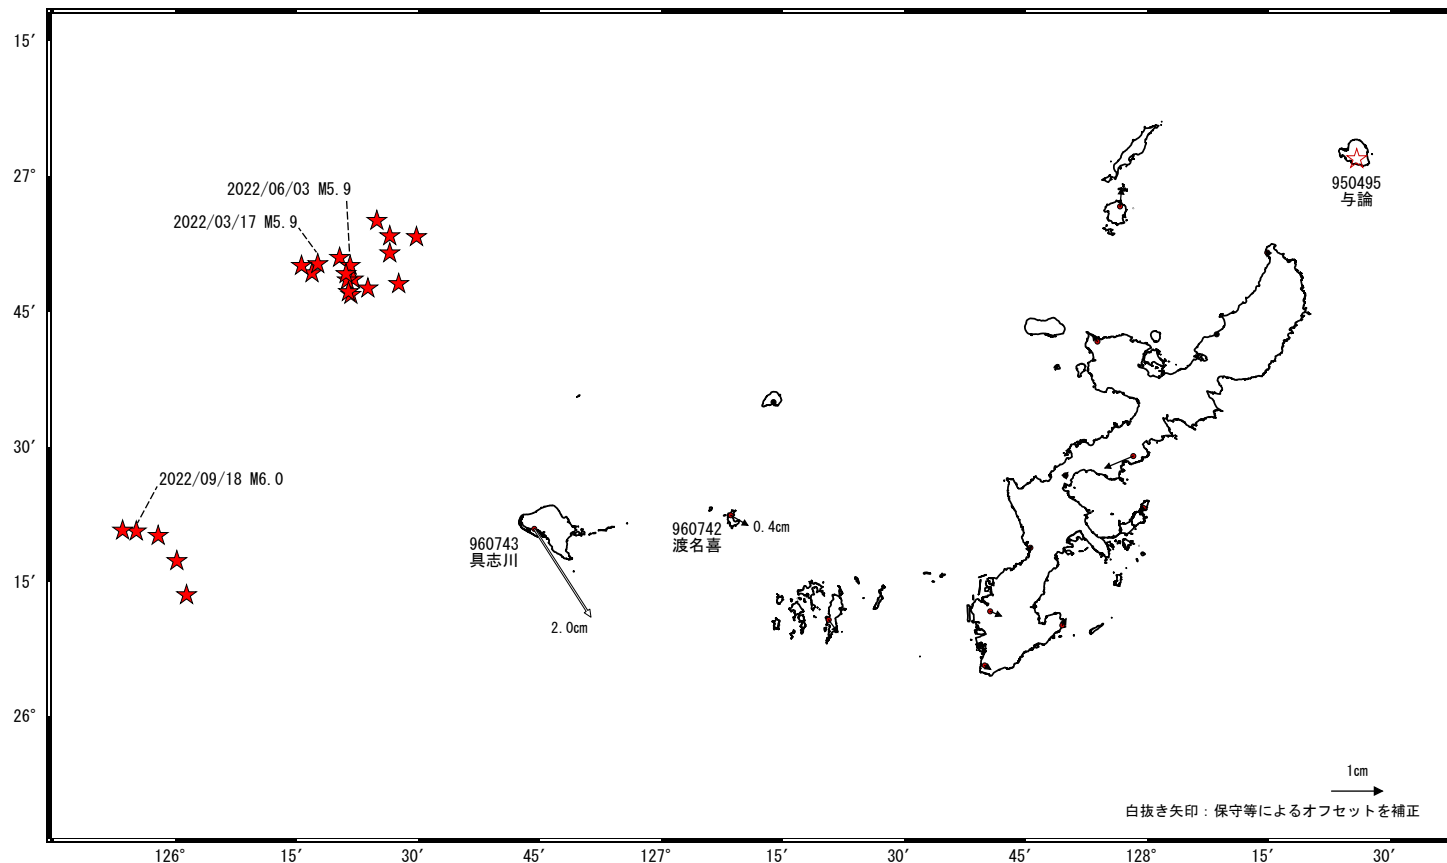 15′
27°
45′
30′
15′
26°
2022/06/03 M5.9
2022/03/17 M5.9
950495
与論
2022/09/18 M6.0
960743
具志川
2.0cm
960742
渡名喜
0.4cm
1cm
白抜き矢印：保守等によるオフセットを補正
126°
15′
30′
45′
127°
15′
30′
45′
128°
15′
30′